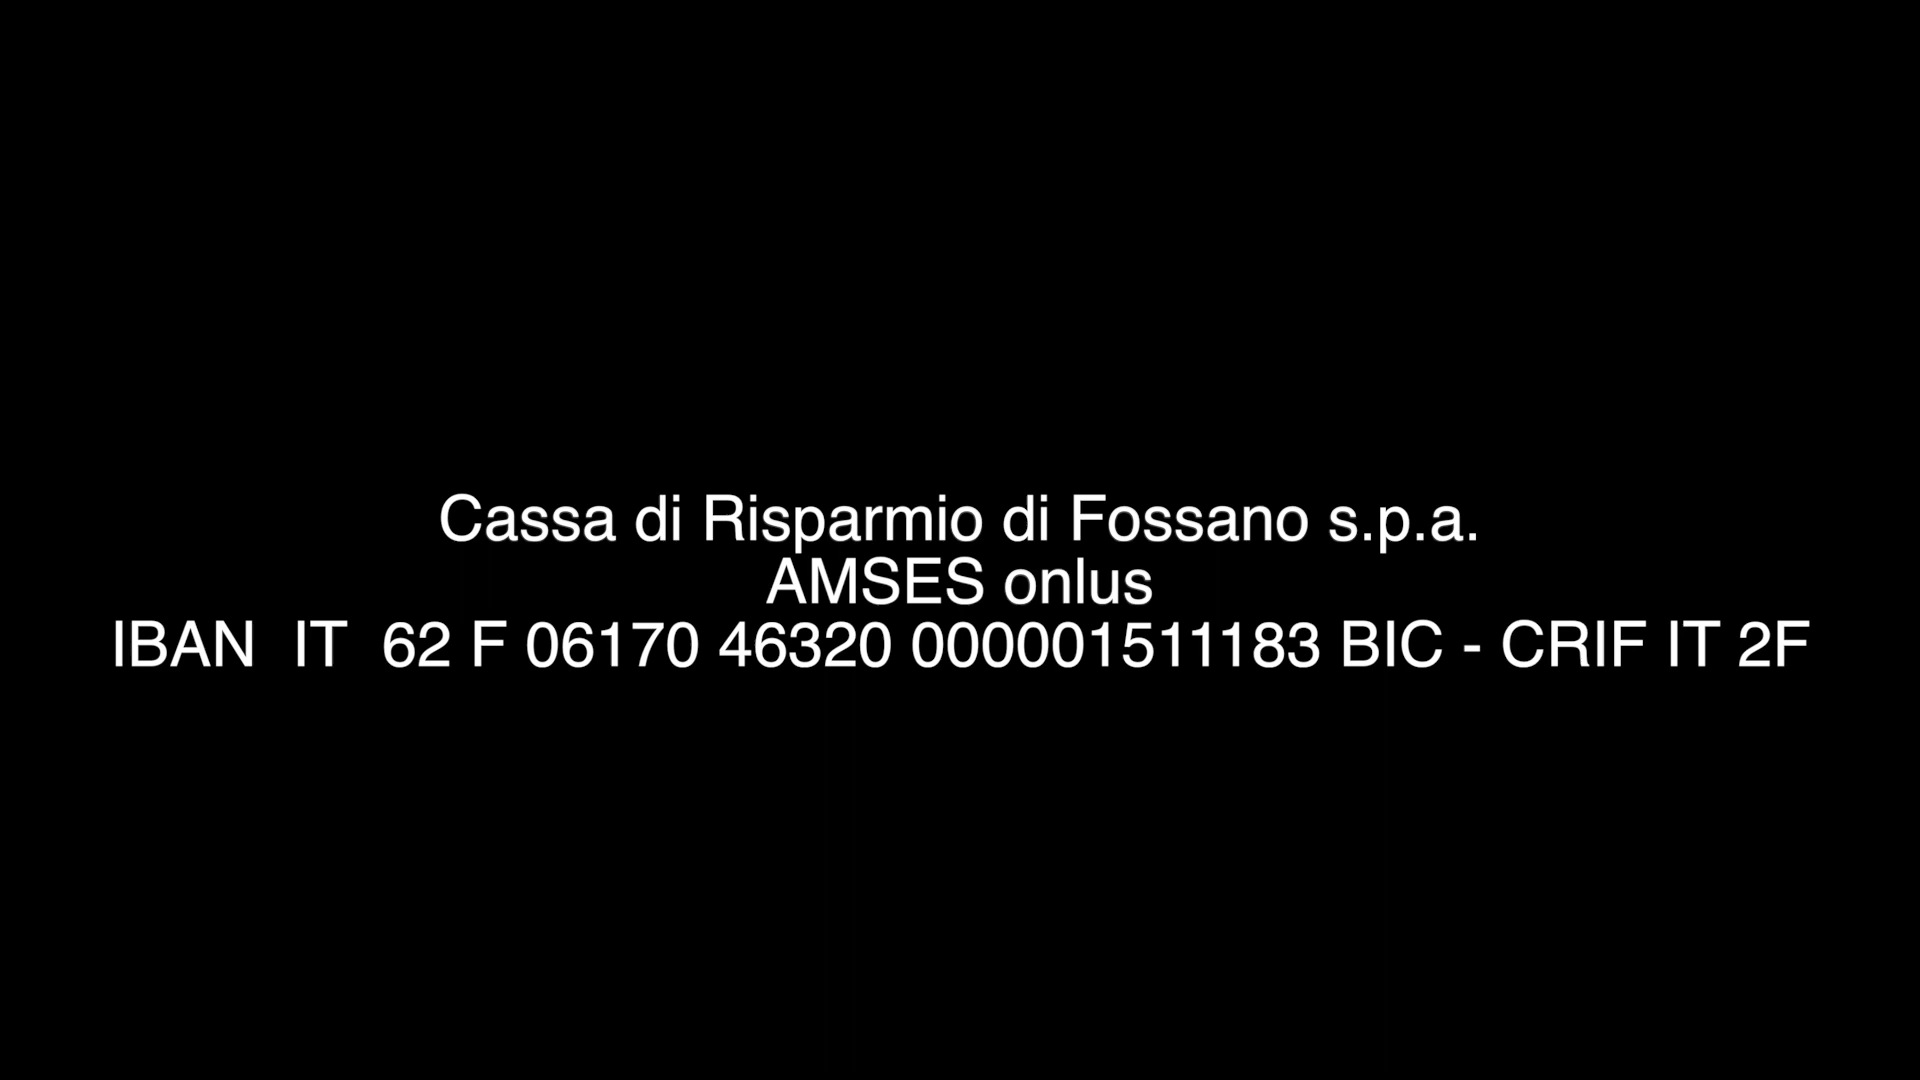 Cassa di Risparmio di Fossano s.p.a.
AMSES onlus
IBAN  IT  62 F 06170 46320 000001511183 BIC - CRIF IT 2F